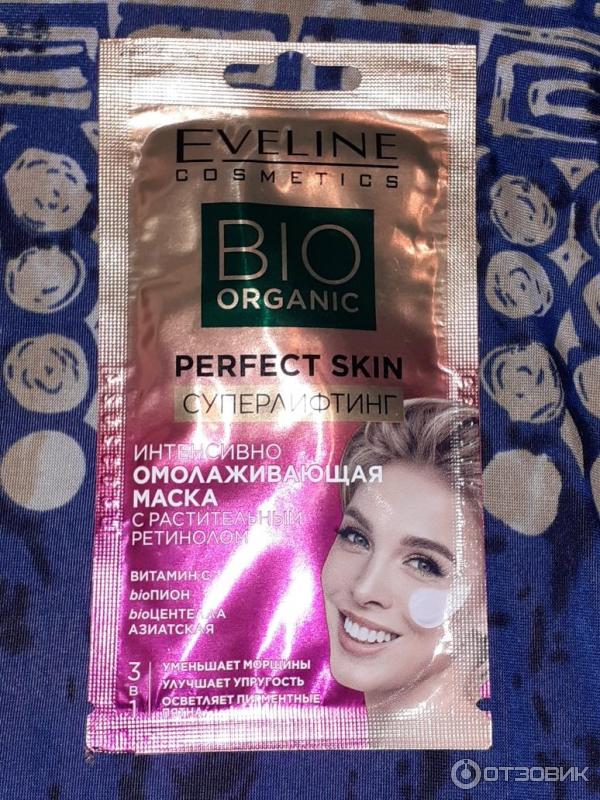 EVELINE
COSMETICS
BIO
ORGANIC
PERFECT SKIN
СУПЕРЛИФТИНГ
ИНТЕНСИВНО
ОМОЛАЖИВАЮЩАЯ
МАСКА
С РАСТИТЕЛЬНЫМ
РЕТИНОЛОМ
ВИТАМИН С
bioПИОН
bioЦЕНТЕЛЛА
АЗИАТСКАЯ
3 В 1
УМЕНЬШАЕТ МОРЩИНЫ
УЛУЧШАЕТ УПРУГОСТЬ
ОСВЕТЛЯЕТ ПИГМЕНТНЫЕ
ПЯТНА
ОТЗОВИК